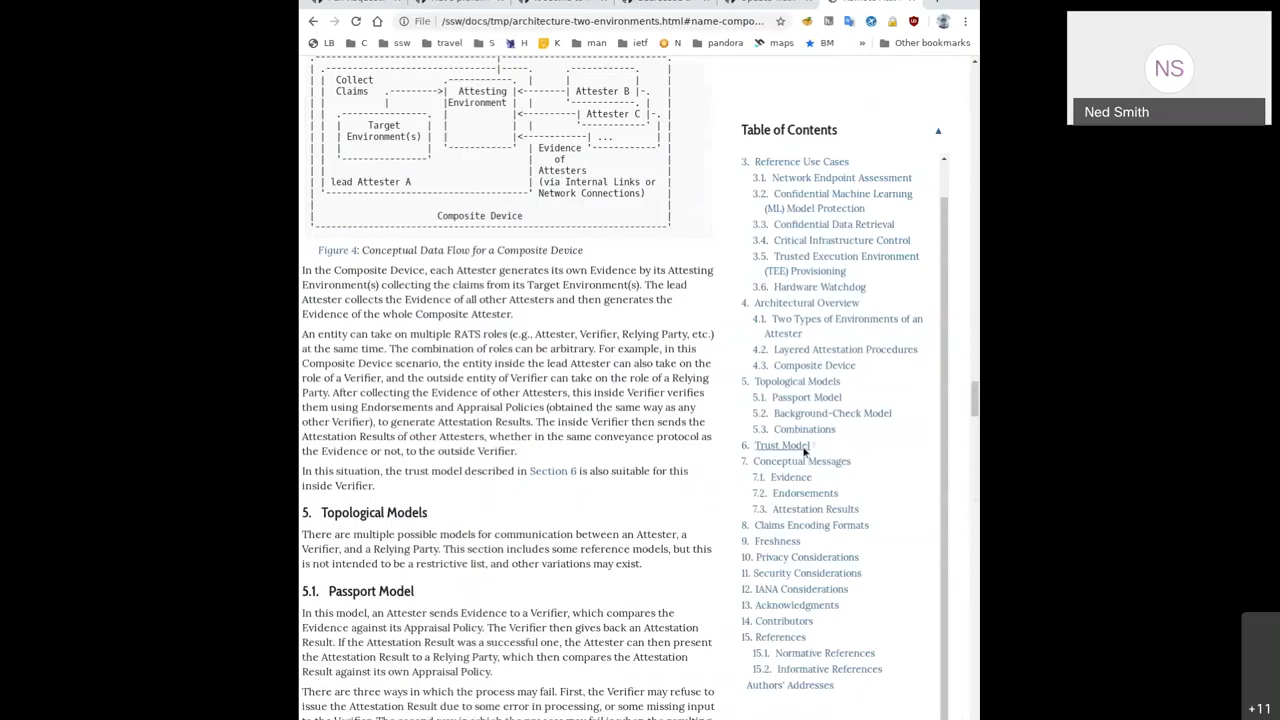 File
/ssw/docs/tmp/architecture-two-environments.html#name-compo...
LB C ssw travel S H K man ietf N pandora maps BM » Other bookmarks
Collect
Claims
Attesting
Environment
Attester B
Attester C
...
Target
Environment(s)
Evidence
of
Attesters
(via Internal Links or
Network Connections)
lead Attester A
Composite Device
Figure 4: Conceptual Data Flow for a Composite Device
In the Composite Device, each Attester generates its own Evidence by its Attesting
Environment(s) collecting the claims from its Target Environment(s). The lead
Attester collects the Evidence of all other Attesters and then generates the
Evidence of the whole Composite Attester.
An entity can take on multiple RATS roles (e.g., Attester, Verifier, Relying Party, etc.)
at the same time. The combination of roles can be arbitrary. For example, in this
Composite Device scenario, the entity inside the lead Attester can also take on the
role of a Verifier, and the outside entity of Verifier can take on the role of a Relying
Party. After collecting the Evidence of other Attesters, this inside Verifier verifies
them using Endorsements and Appraisal Policies (obtained the same way as any
other Verifier), to generate Attestation Results. The inside Verifier then sends the
Attestation Results of other Attesters, whether in the same conveyance protocol as
the Evidence or not, to the outside Verifier.
In this situation, the trust model described in Section 6 is also suitable for this
inside Verifier.
5. Topological Models
There are multiple possible models for communication between an Attester, a
Verifier, and a Relying Party. This section includes some reference models, but this
is not intended to be a restrictive list, and other variations may exist.
5.1. Passport Model
In this model, an Attester sends Evidence to a Verifier, which compares the
Evidence against its Appraisal Policy. The Verifier then gives back an Attestation
Result. If the Attestation Result was a successful one, the Attester can then present
the Attestation Result to a Relying Party, which then compares the Attestation
Result against its own Appraisal Policy.
There are three ways in which the process may fail. First, the Verifier may refuse to
issue the Attestation Result due to some error in processing, or some missing input
Table of Contents
3. Reference Use Cases
3.1. Network Endpoint Assessment
3.2. Confidential Machine Learning
(ML) Model Protection
3.3. Confidential Data Retrieval
3.4. Critical Infrastructure Control
3.5. Trusted Execution Environment
(TEE) Provisioning
3.6. Hardware Watchdog
4. Architectural Overview
4.1. Two Types of Environments of an
Attester
4.2. Layered Attestation Procedures
4.3. Composite Device
5. Topological Models
5.1. Passport Model
5.2. Background-Check Model
5.3. Combinations
6. Trust Model
7. Conceptual Messages
7.1. Evidence
7.2. Endorsements
7.3. Attestation Results
8. Claims Encoding Formats
9. Freshness
10. Privacy Considerations
11. Security Considerations
12. IANA Considerations
13. Acknowledgments
14. Contributors
15. References
15.1. Normative References
15.2. Informative References
Authors' Addresses
NS
Ned Smith
+11